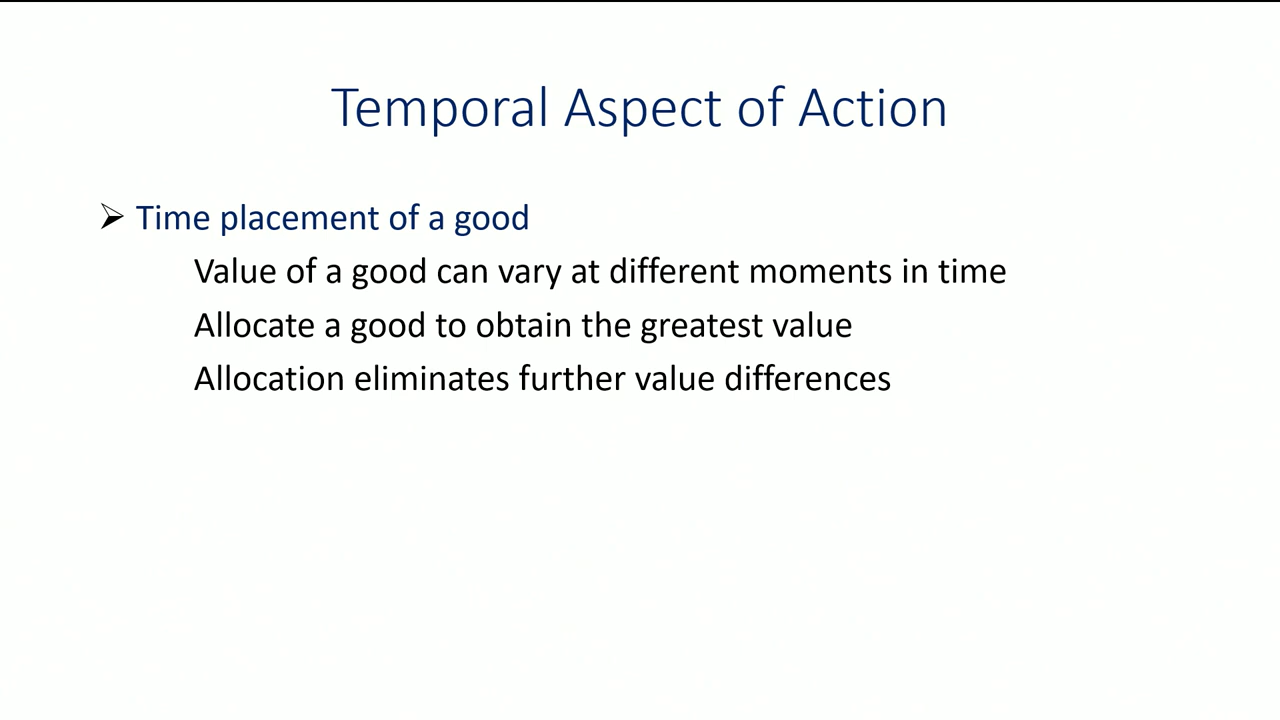 Temporal Aspect of Action
➢ Time placement of a good
Value of a good can vary at different moments in time
Allocate a good to obtain the greatest value
Allocation eliminates further value differences